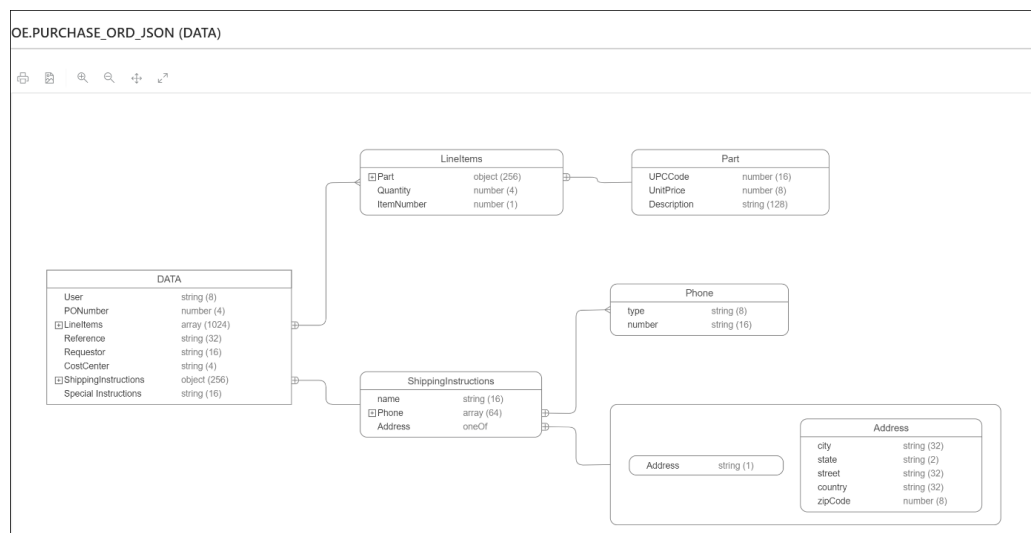 OE.PURCHASE_ORD_JSON (DATA)
LineItems
Part object (256)
Quantity number (4)
ItemNumber number (1)
Part
UPCCode number (16)
UnitPrice number (8)
Description string (128)
DATA
User string (8)
PONumber number (4)
LineItems array (1024)
Reference string (32)
Requestor string (16)
CostCenter string (4)
ShippingInstructions object (256)
Special Instructions string (16)
Phone
type string (8)
number string (16)
ShippingInstructions
name string (16)
Phone array (64)
Address oneOf
Address string (1)
Address
city string (32)
state string (2)
street string (32)
country string (32)
zipCode number (8)